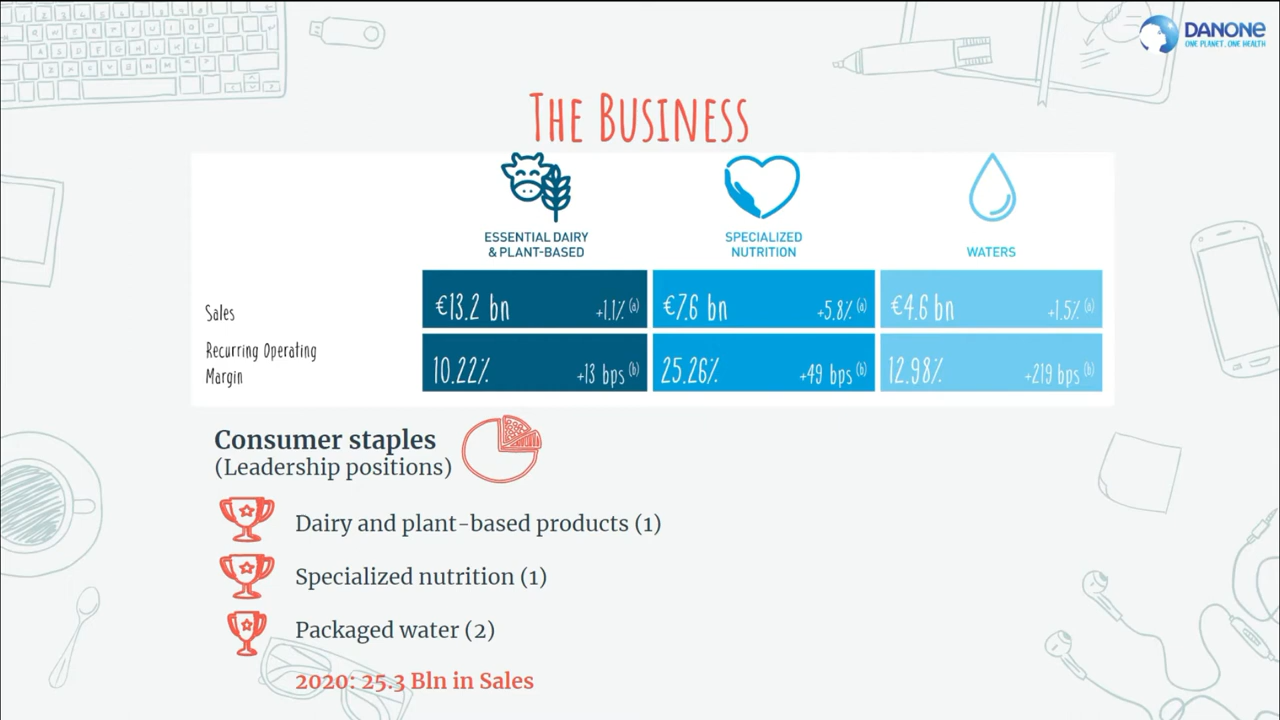 DANONE
ONE PLANET. ONE HEALTH
THE BUSINESS
ESSENTIAL DAIRY
& PLANT-BASED
SPECIALIZED
NUTRITION
WATERS
Sales
€13.2 bn +1.1% (a)
€7.6 bn +5.8% (a)
€4.6 bn +1.5% (a)
Recurring Operating
Margin
10.22% +13 bps (b)
25.26% +49 bps (b)
12.98% +219 bps (b)
Consumer staples
(Leadership positions)
Dairy and plant-based products (1)
Specialized nutrition (1)
Packaged water (2)
2020: 25.3 Bln in Sales